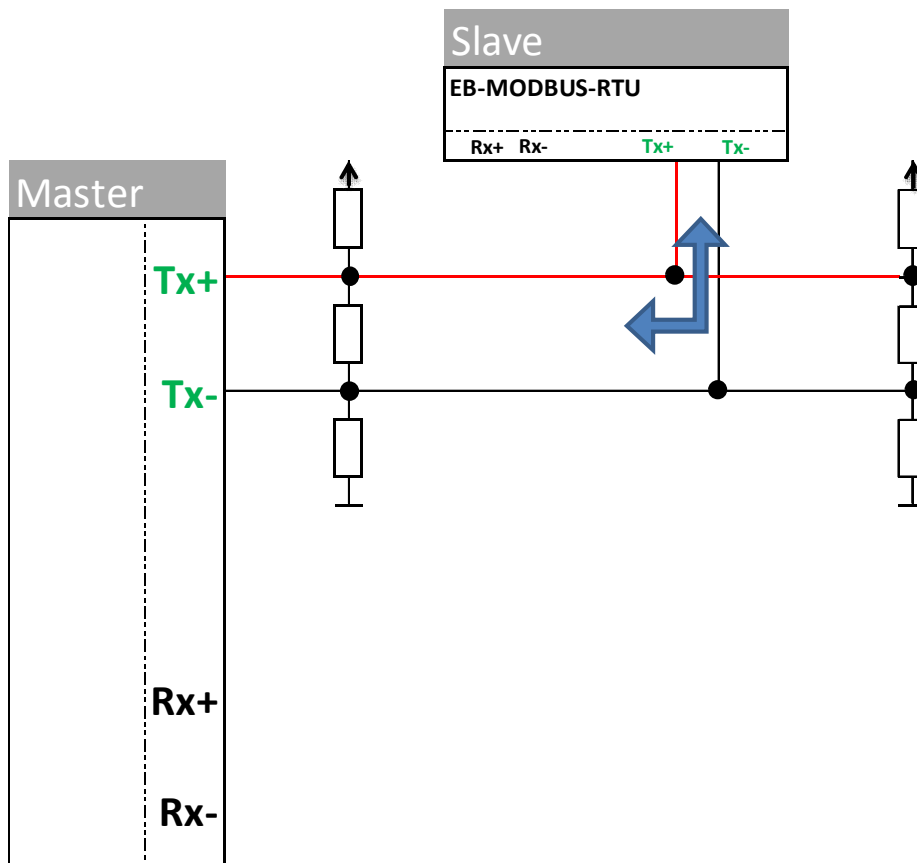 Slave
EB-MODBUS-RTU
Rx+ Rx- Tx+ Tx-
Master
Tx+
Tx-
Rx+
Rx-